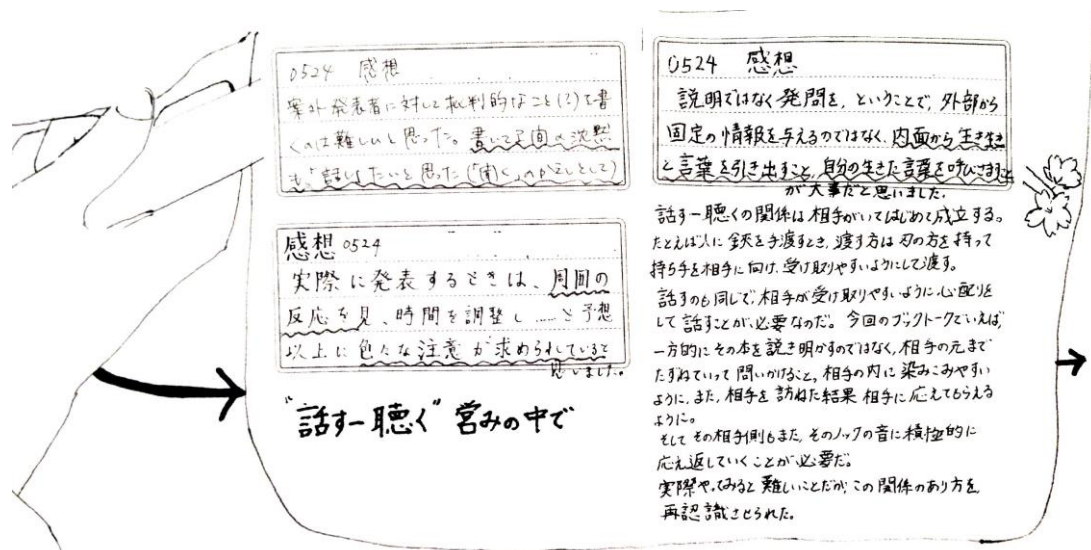 0524 感想
案外発表者に対して批判的なこと(?)を書
くのは難しいと思った。書いてる間の沈黙
も「話し」たいと思った(「聞く」の
感想 0524
実際に発表するときは、周囲の
反応を見、時間を調整し……と予想
以上に色んな注意が求められていると
思いました。
"話すー聴く" 営みの中で
0524 感想
説明ではなく発問を、ということで、外部から
固定の情報を与えるのではなく、内面から生き生き
と言葉を引き出すこと、自分の生きた言葉を呼びさますこと
が大事だと思いました。
話すー聴くの関係は相手がいてはじめて成立する。
たとえば人に鋏を手渡すとき、渡す方は刃の方を持って
持ち手を相手に向け、受け取りやすいようにして渡す。
話すのも同じで、相手が受け取りやすいように心配りを
して話すことが必要なのだ。今回のブックトークでいえば、
一方的にその本を説き明かすのではなく、相手の元まで
たずねていって問いかけること、相手の内に染みこみやすい
ように、また、相手を訪ねた結果相手に応えてもらえる
ように。
そしてその相手側もまた、そのノックの音に積極的に
応え返していくことが必要だ。
実際やってみると難しいことだが、この関係のあり方を
再認識させられた。